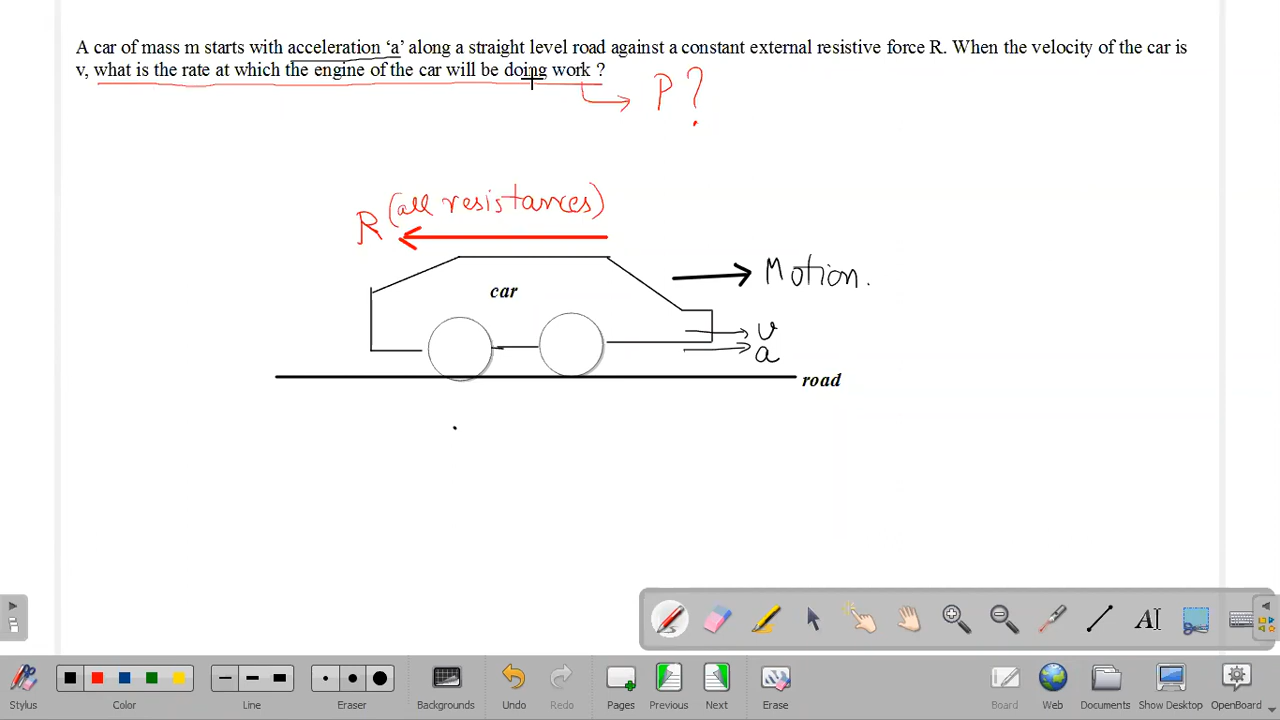 A car of mass m starts with acceleration ‘a’ along a straight level road against a constant external resistive force R. When the velocity of the car is
v, what is the rate at which the engine of the car will be doing work ?
P ?
R (all resistances)
Motion.
car
v
a
road
Stylus
Color
Line
Eraser
Backgrounds
Undo
Redo
Pages
Previous
Next
Erase
Board
Web
Documents
Show Desktop
OpenBoard